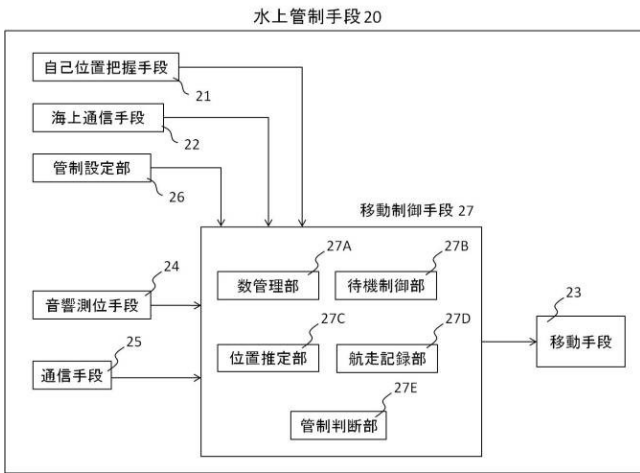 水上管制手段20
自己位置把握手段
21
海上通信手段
22
管制設定部
26
移動制御手段 27
27A
27B
数管理部
待機制御部
24
音響測位手段
27C
27D
23
位置推定部
航走記録部
移動手段
25
通信手段
27E
管制判断部